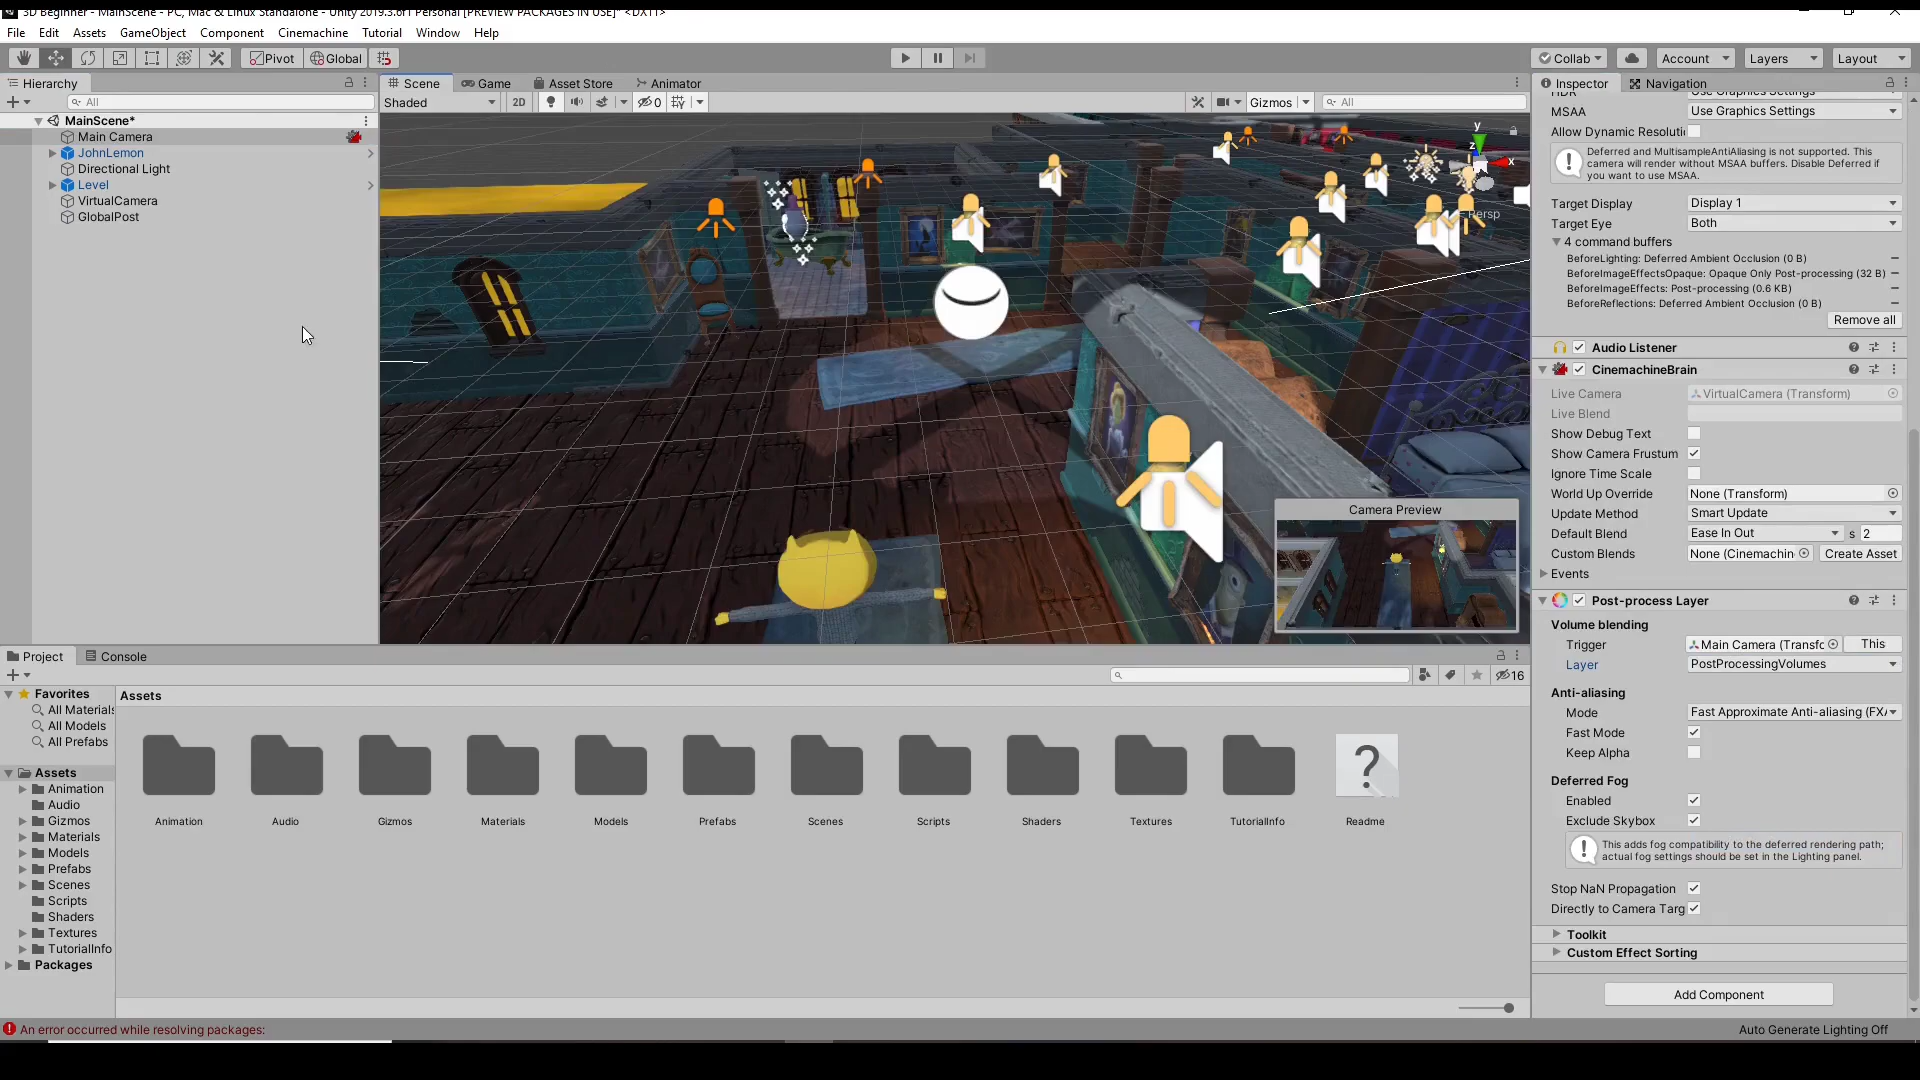 3D Beginner - MainScene - PC, Mac & Linux Standalone - Unity 2019.3.6f1 Personal [PREVIEW PACKAGES IN USE]* <DX11>
File Edit Assets GameObject Component Cinemachine Tutorial Window Help
Pivot Global Collab Account Layers Layout
Hierarchy
All
MainScene*
Main Camera
JohnLemon
Directional Light
Level
VirtualCamera
GlobalPost
Scene Game Asset Store Animator
Shaded 2D 0 Gizmos All
y
z x
Persp
Camera Preview
Inspector Navigation
HDR Use Graphics Settings
MSAA Use Graphics Settings
Allow Dynamic Resoluti
Deferred and MultisampleAntiAliasing is not supported. This
camera will render without MSAA buffers. Disable Deferred if
you want to use MSAA.
Target Display Display 1
Target Eye Both
4 command buffers
BeforeLighting: Deferred Ambient Occlusion (0 B)
BeforeImageEffectsOpaque: Opaque Only Post-processing (32 B)
BeforeImageEffects: Post-processing (0.6 KB)
BeforeReflections: Deferred Ambient Occlusion (0 B)
Remove all
Audio Listener
CinemachineBrain
Live Camera VirtualCamera (Transform)
Live Blend
Show Debug Text
Show Camera Frustum
Ignore Time Scale
World Up Override None (Transform)
Update Method Smart Update
Default Blend Ease In Out s 2
Custom Blends None (Cinemachin Create Asset
Events
Post-process Layer
Volume blending
Trigger Main Camera (Transfc This
Layer PostProcessingVolumes
Anti-aliasing
Mode Fast Approximate Anti-aliasing (FXA
Fast Mode
Keep Alpha
Deferred Fog
Enabled
Exclude Skybox
This adds fog compatibility to the deferred rendering path;
actual fog settings should be set in the Lighting panel.
Stop NaN Propagation
Directly to Camera Targ
Toolkit
Custom Effect Sorting
Add Component
Project Console
16
Favorites
All Materials
All Models
All Prefabs
Assets
Animation
Audio
Gizmos
Materials
Models
Prefabs
Scenes
Scripts
Shaders
Textures
TutorialInfo
Packages
Assets
Animation Audio Gizmos Materials Models Prefabs Scenes Scripts Shaders Textures TutorialInfo Readme
An error occurred while resolving packages:
Auto Generate Lighting Off